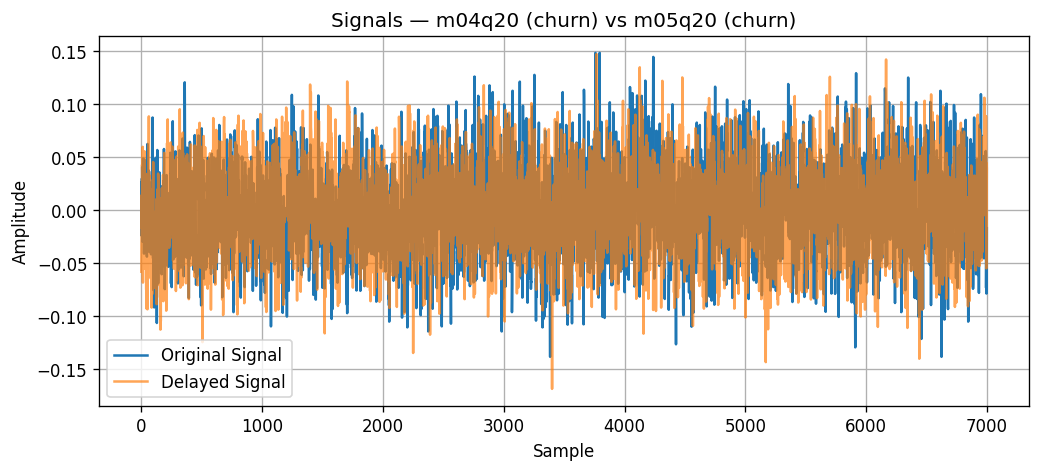 Signals — m04q20 (churn) vs m05q20 (churn)
Amplitude
0.15
0.10
0.05
0.00
−0.05
−0.10
−0.15
Original Signal
Delayed Signal
0 1000 2000 3000 4000 5000 6000 7000
Sample